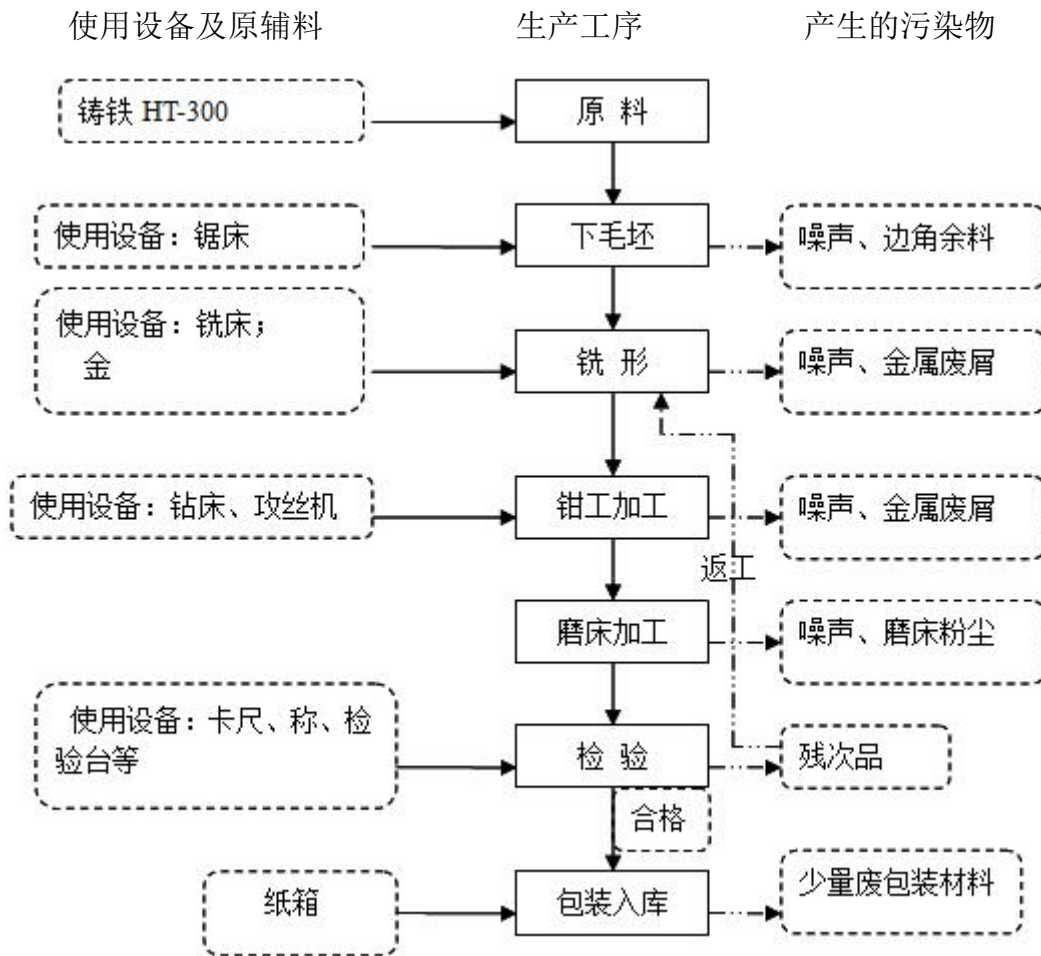 使用设备及原辅料 生产工序 产生的污染物
铸铁 HT-300 原 料
使用设备：锯床 下毛坯 噪声、边角余料
使用设备：铣床；
金
铣 形 噪声、金属废屑
使用设备：钻床、攻丝机 钳工加工 噪声、金属废屑
返工
磨床加工 噪声、磨床粉尘
使用设备：卡尺、称、检
验台等
检 验 残次品
合格
纸箱 包装入库 少量废包装材料